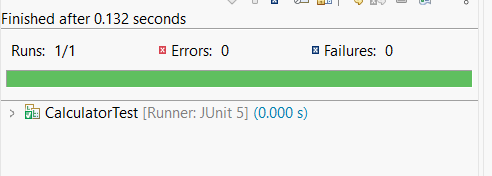 Finished after 0.132 seconds
Runs: 1/1 Errors: 0 Failures: 0
CalculatorTest [Runner: JUnit 5] (0.000 s)